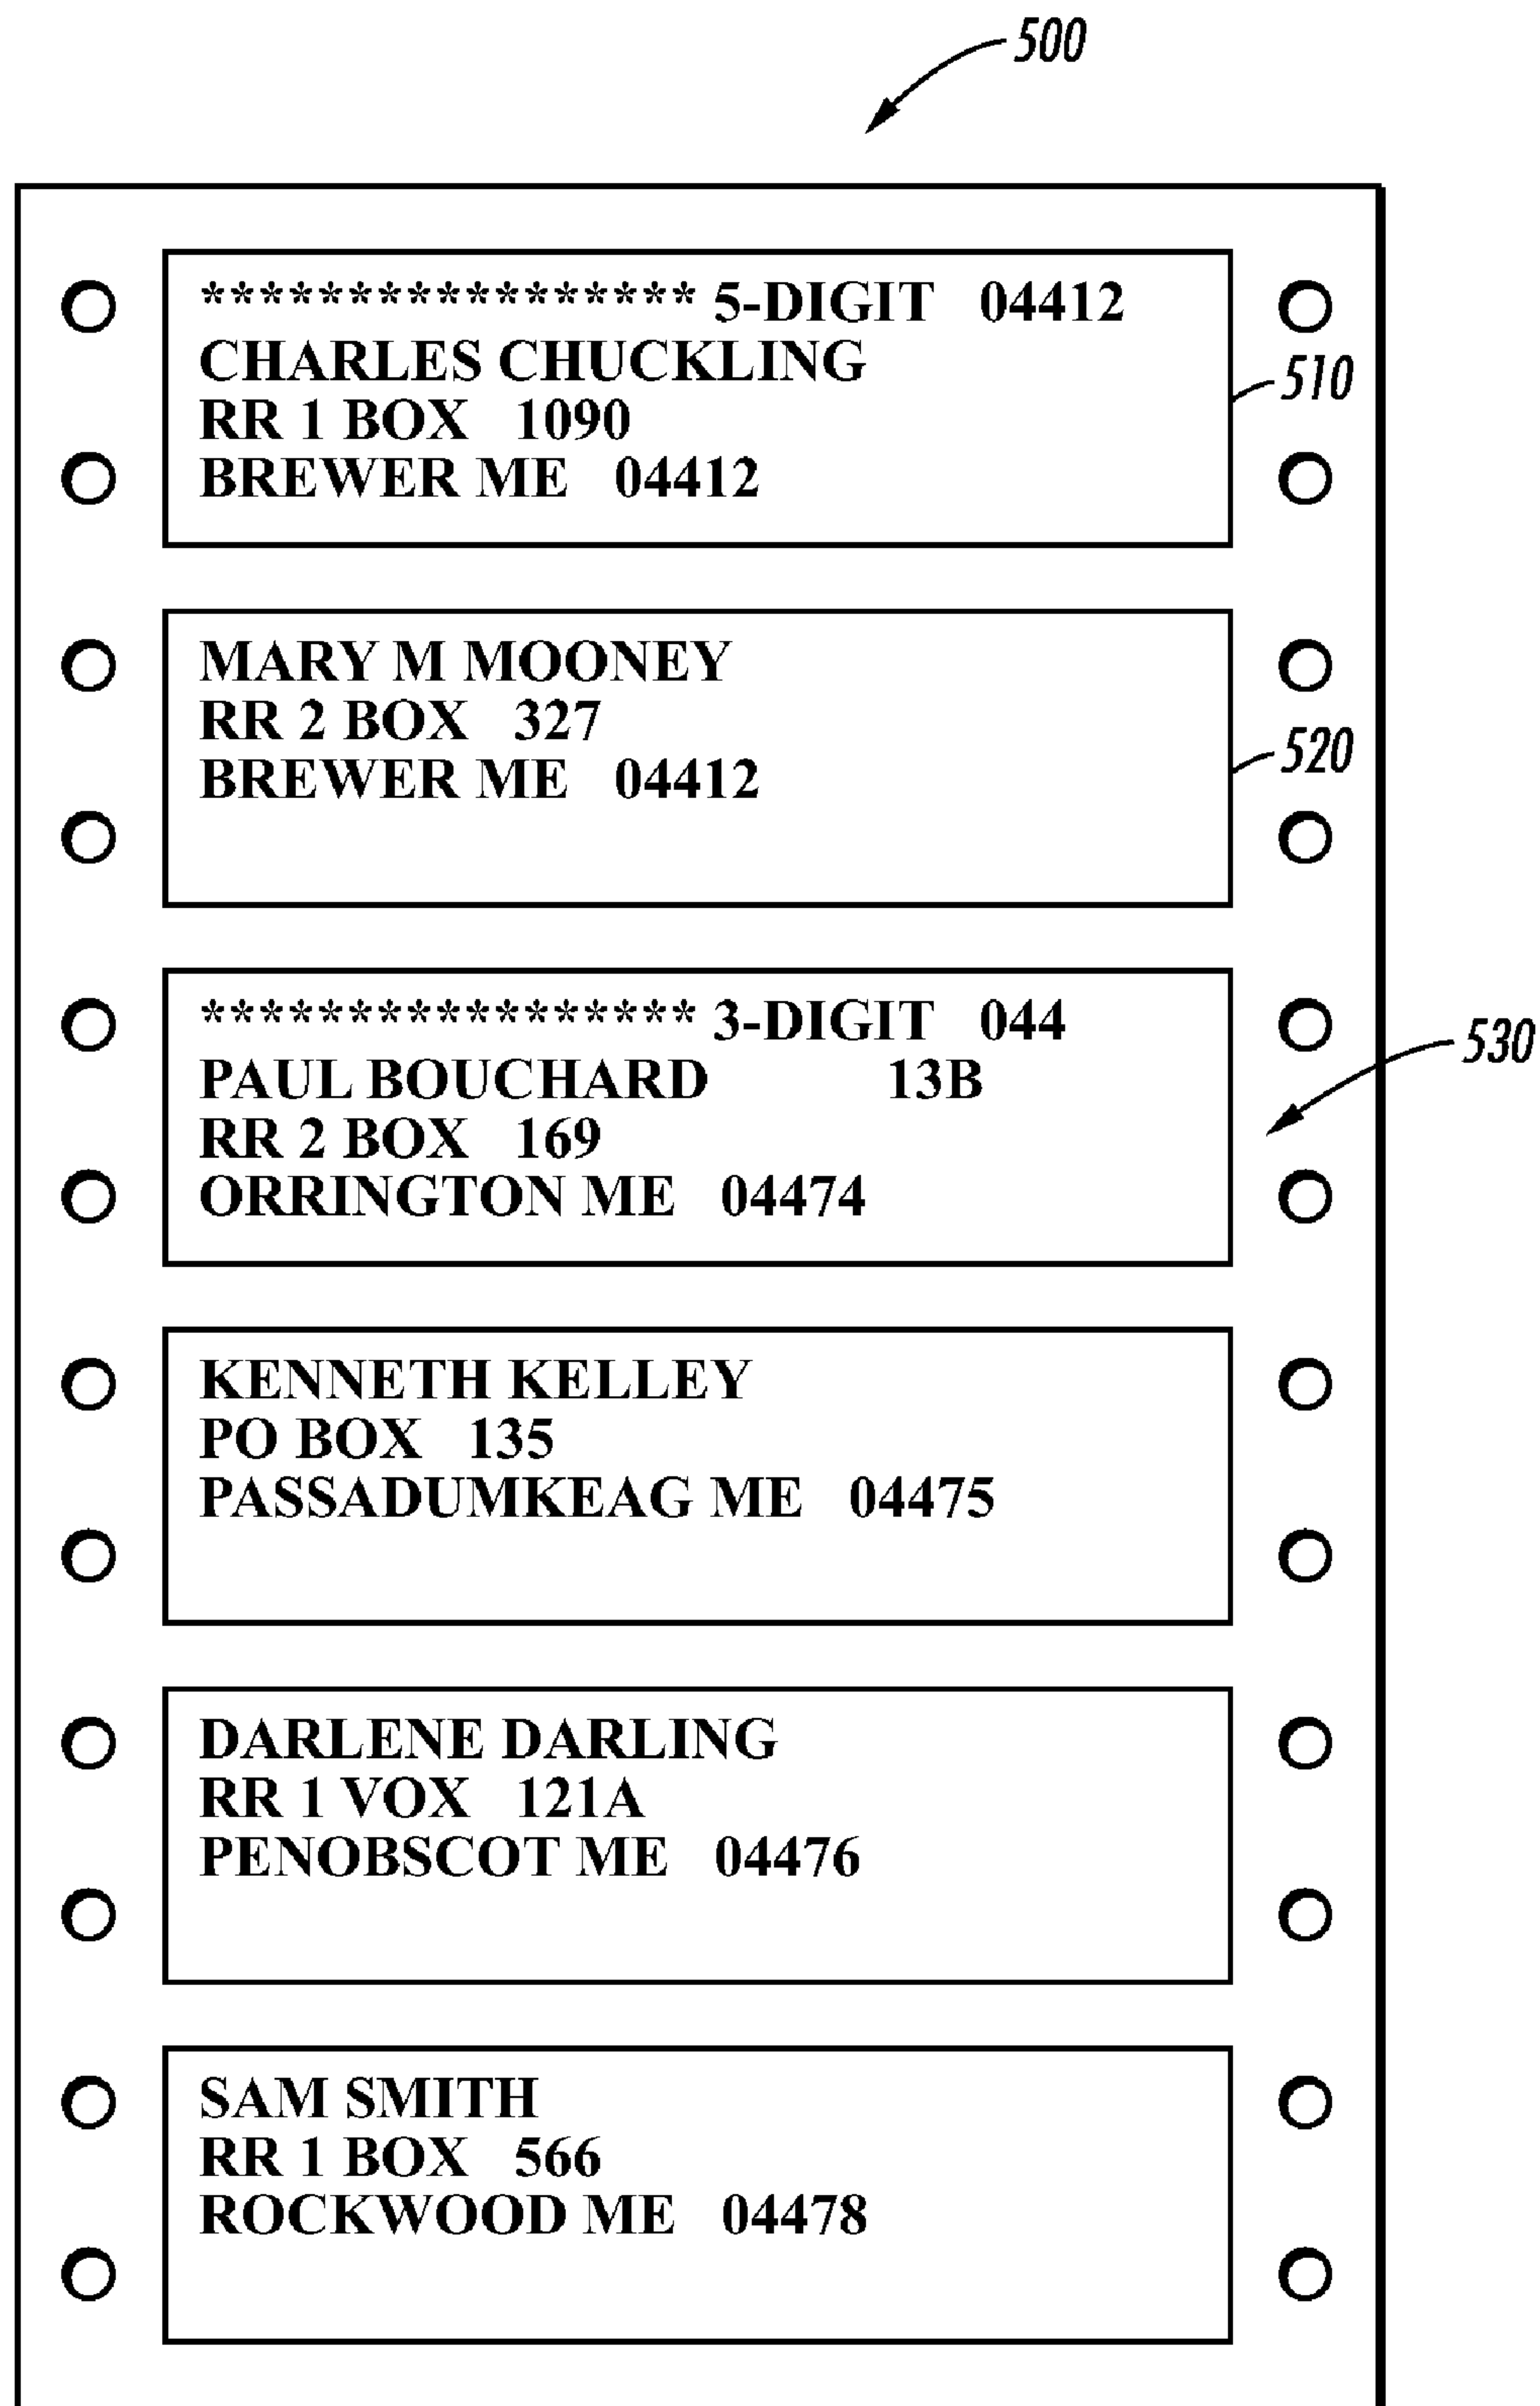 500
***************** 5-DIGIT 04412
CHARLES CHUCKLING
RR 1 BOX 1090
BREWER ME 04412
510
MARY M MOONEY
RR 2 BOX 327
BREWER ME 04412
520
***************** 3-DIGIT 044
PAUL BOUCHARD 13B
RR 2 BOX 169
ORRINGTON ME 04474
530
KENNETH KELLEY
PO BOX 135
PASSADUMKEAG ME 04475
DARLENE DARLING
RR 1 VOX 121A
PENOBSCOT ME 04476
SAM SMITH
RR 1 BOX 566
ROCKWOOD ME 04478